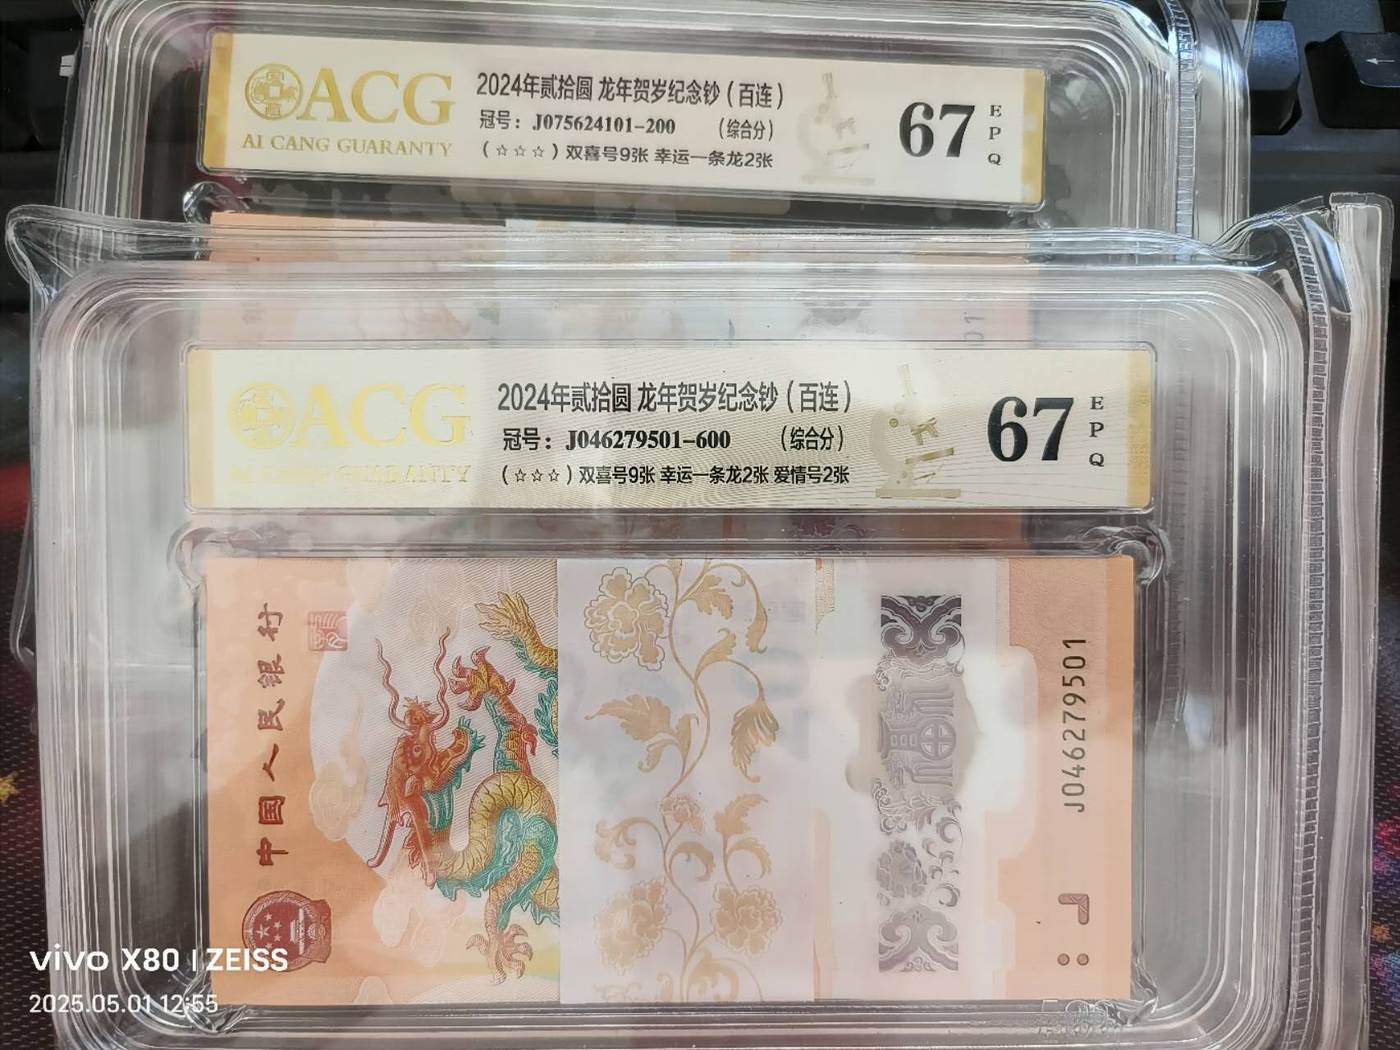 ACG
AI CANG GUARANTY
2024年贰拾圆 龙年贺岁纪念钞（百连）
冠号：J075624101-200 （综合分）
（☆☆☆）双喜号9张 幸运一条龙2张
67
EPQ
ACG
AI CANG GUARANTY
2024年贰拾圆 龙年贺岁纪念钞（百连）
冠号：J046279501-600 （综合分）
（☆☆☆）双喜号9张 幸运一条龙2张 爱情号2张
67
EPQ
中国人民银行
福
J046279501
vivo X80 | ZEISS
2025.05.01 12:55